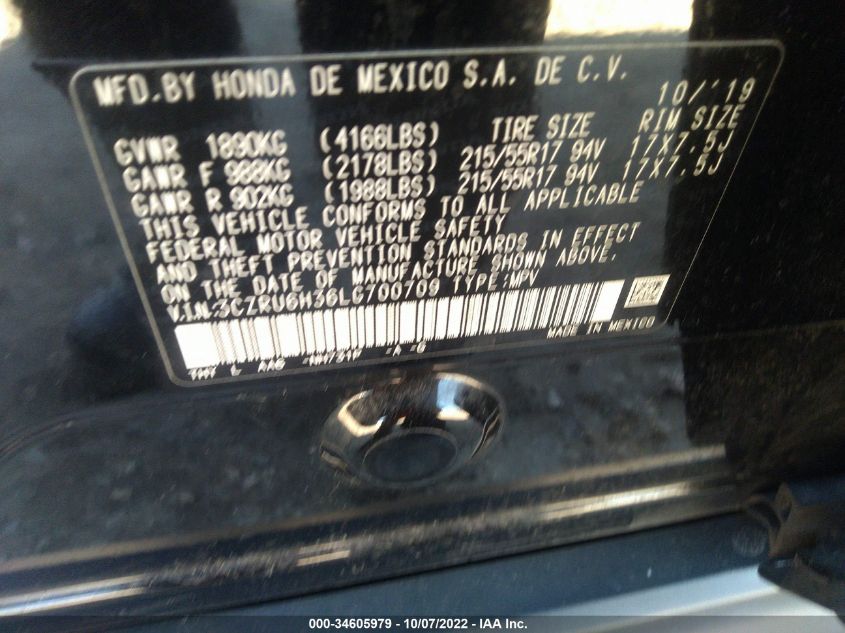 MFD.BY HONDA DE MEXICO S.A. DE C.V. 10/'19
GVWR 1890KG (4166LBS) TIRE SIZE RIM SIZE
GAWR F 988KG (2178LBS) 215/55R17 94V 17X7.5J
GAWR R 902KG (1988LBS) 215/55R17 94V 17X7.5J
THIS VEHICLE CONFORMS TO ALL APPLICABLE
FEDERAL MOTOR VEHICLE SAFETY
AND THEFT PREVENTION STANDARDS IN EFFECT
ON THE DATE OF MANUFACTURE SHOWN ABOVE.
V.I.N.:3CZRU6H36LG700709 TYPE:MPV
MADE IN MEXICO
000-34605979 - 10/07/2022 - IAA Inc.